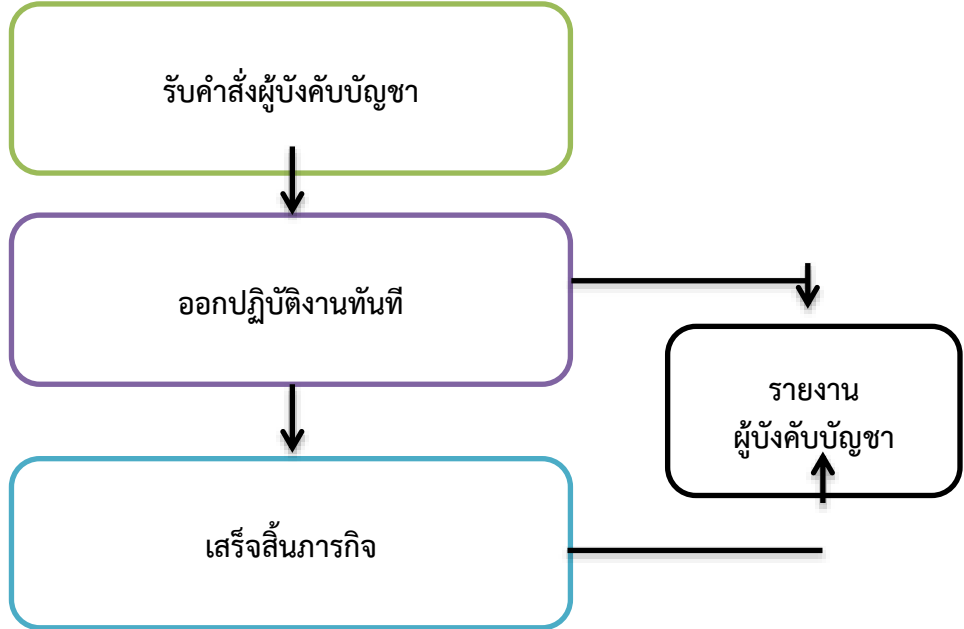 รับคำสั่งผู้บังคับบัญชา
ออกปฏิบัติงานทันที
รายงาน
ผู้บังคับบัญชา
เสร็จสิ้นภารกิจ